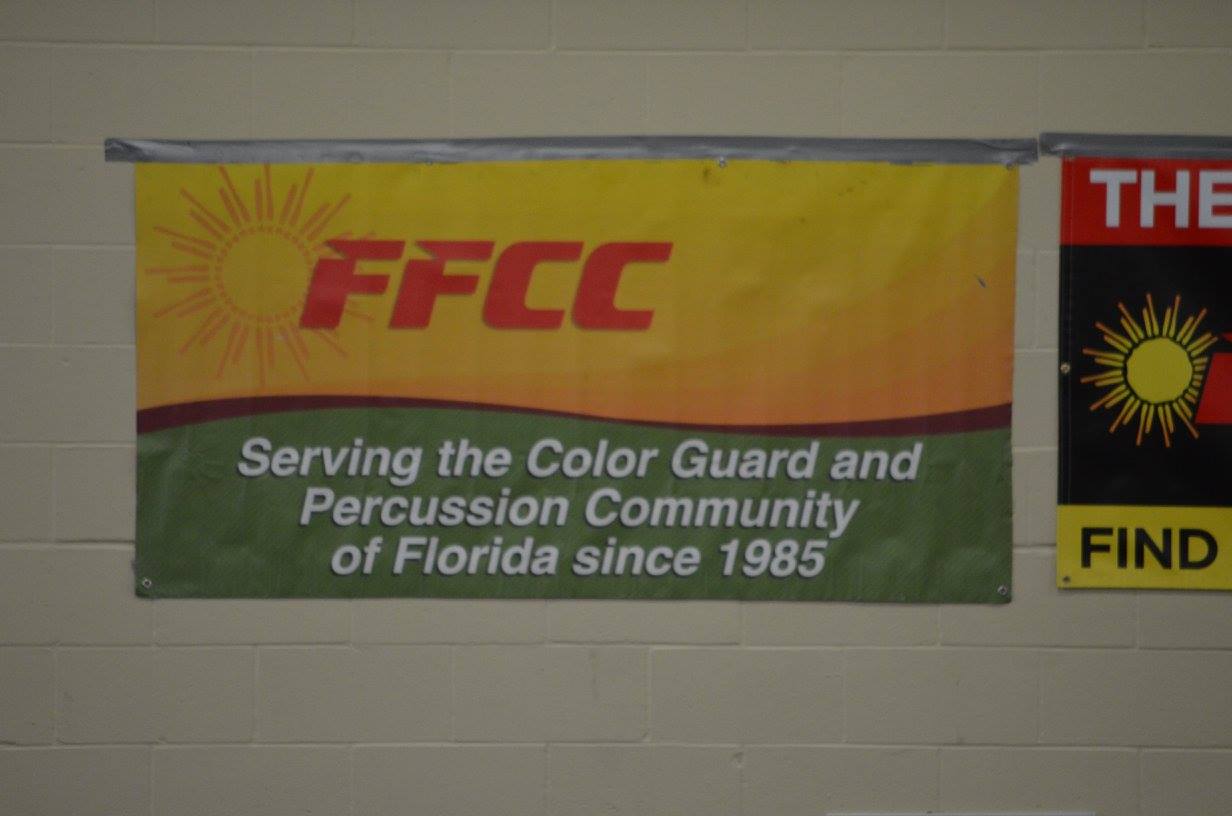 FFCC
Serving the Color Guard and
Percussion Community
of Florida since 1985
THE
FIND